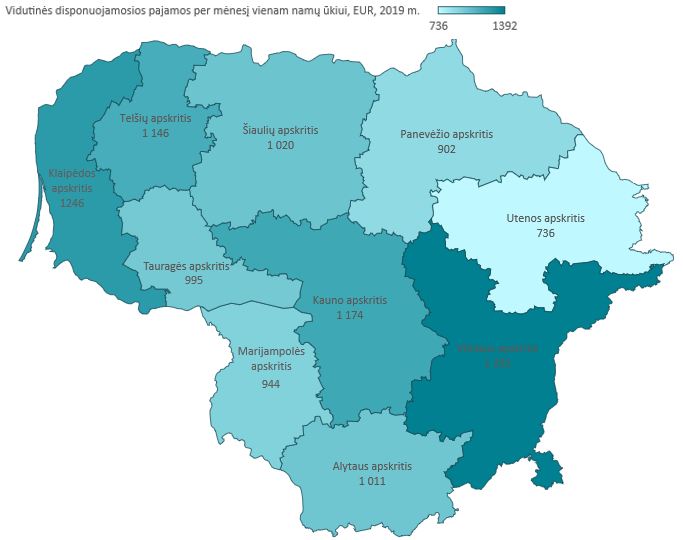 Vidutinės disponuojamosios pajamos per mėnesį vienam namų ūkiui, EUR, 2019 m.
736 1392
Telšių apskritis
1 146
Šiaulių apskritis
1 020
Panevėžio apskritis
902
Klaipėdos
apskritis
1246
Utenos apskritis
736
Tauragės apskritis
995
Kauno apskritis
1 174
Vilniaus apskritis
Marijampolės
apskritis
944
Alytaus apskritis
1 011